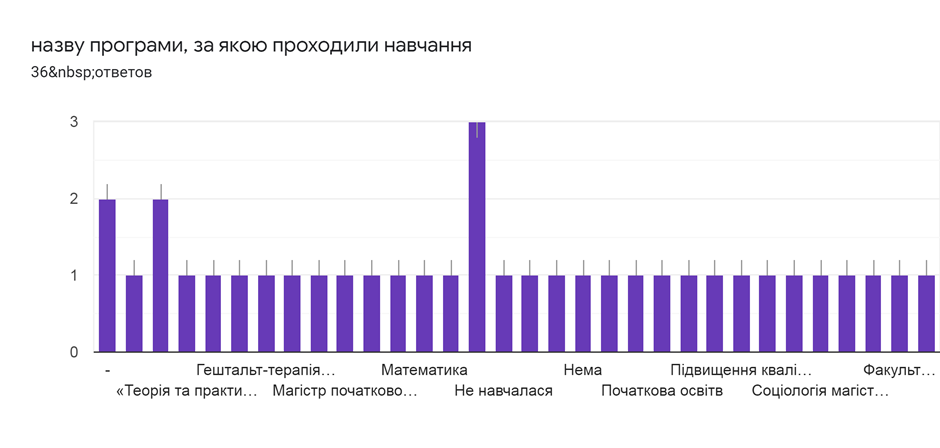 назву програми, за якою проходили навчання
36&nbsp;ответов
3
2
1
0
- Гештальт-терапія… Математика Нема Підвищення квалі… Факульт…
«Теорія та практи… Магістр початково… Не навчалася Початкова освітв Соціологія магіст…